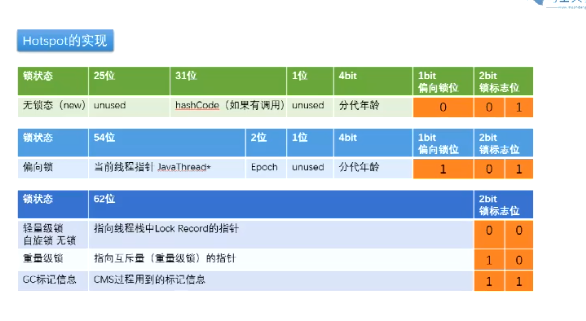 Hotspot的实现
锁状态 25位 31位 1位 4bit 1bit 2bit
偏向锁位 锁标志位
无锁态（new） unused hashCode（如果有调用） unused 分代年龄 0 0 1
锁状态 54位 2位 1位 4bit 1bit 2bit
偏向锁位 锁标志位
偏向锁 当前线程指针 JavaThread* Epoch unused 分代年龄 1 0 1
锁状态 62位 2bit
锁标志位
轻量级锁 指向线程栈中Lock Record的指针 0 0
自旋锁 无锁
重量级锁 指向互斥量（重量级锁）的指针 1 0
GC标记信息 CMS过程用到的标记信息 1 1